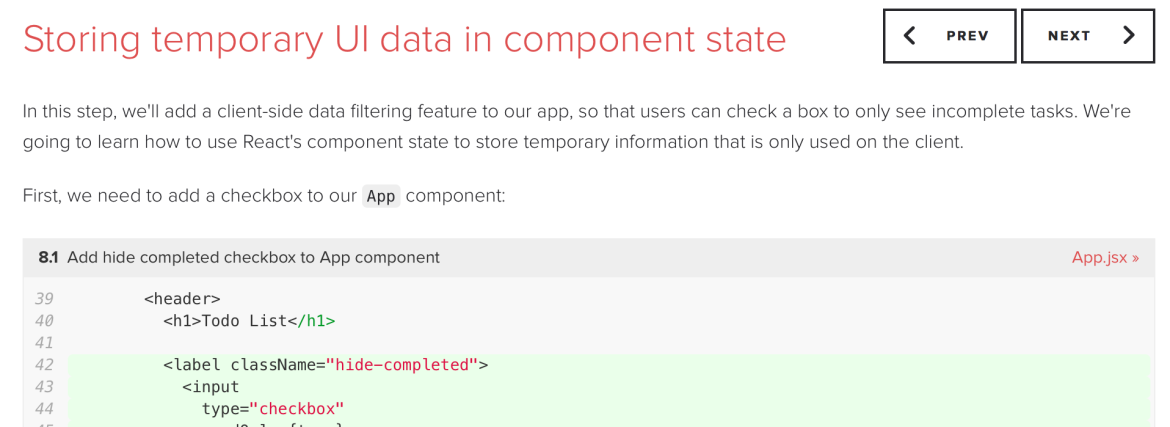 Storing temporary UI data in component state
PREV
NEXT
In this step, we'll add a client-side data filtering feature to our app, so that users can check a box to only see incomplete tasks. We're
going to learn how to use React's component state to store temporary information that is only used on the client.
First, we need to add a checkbox to our App component:
8.1 Add hide completed checkbox to App component
App.jsx »
39 <header>
40 <h1>Todo List</h1>
41
42 <label className="hide-completed">
43 <input
44 type="checkbox"